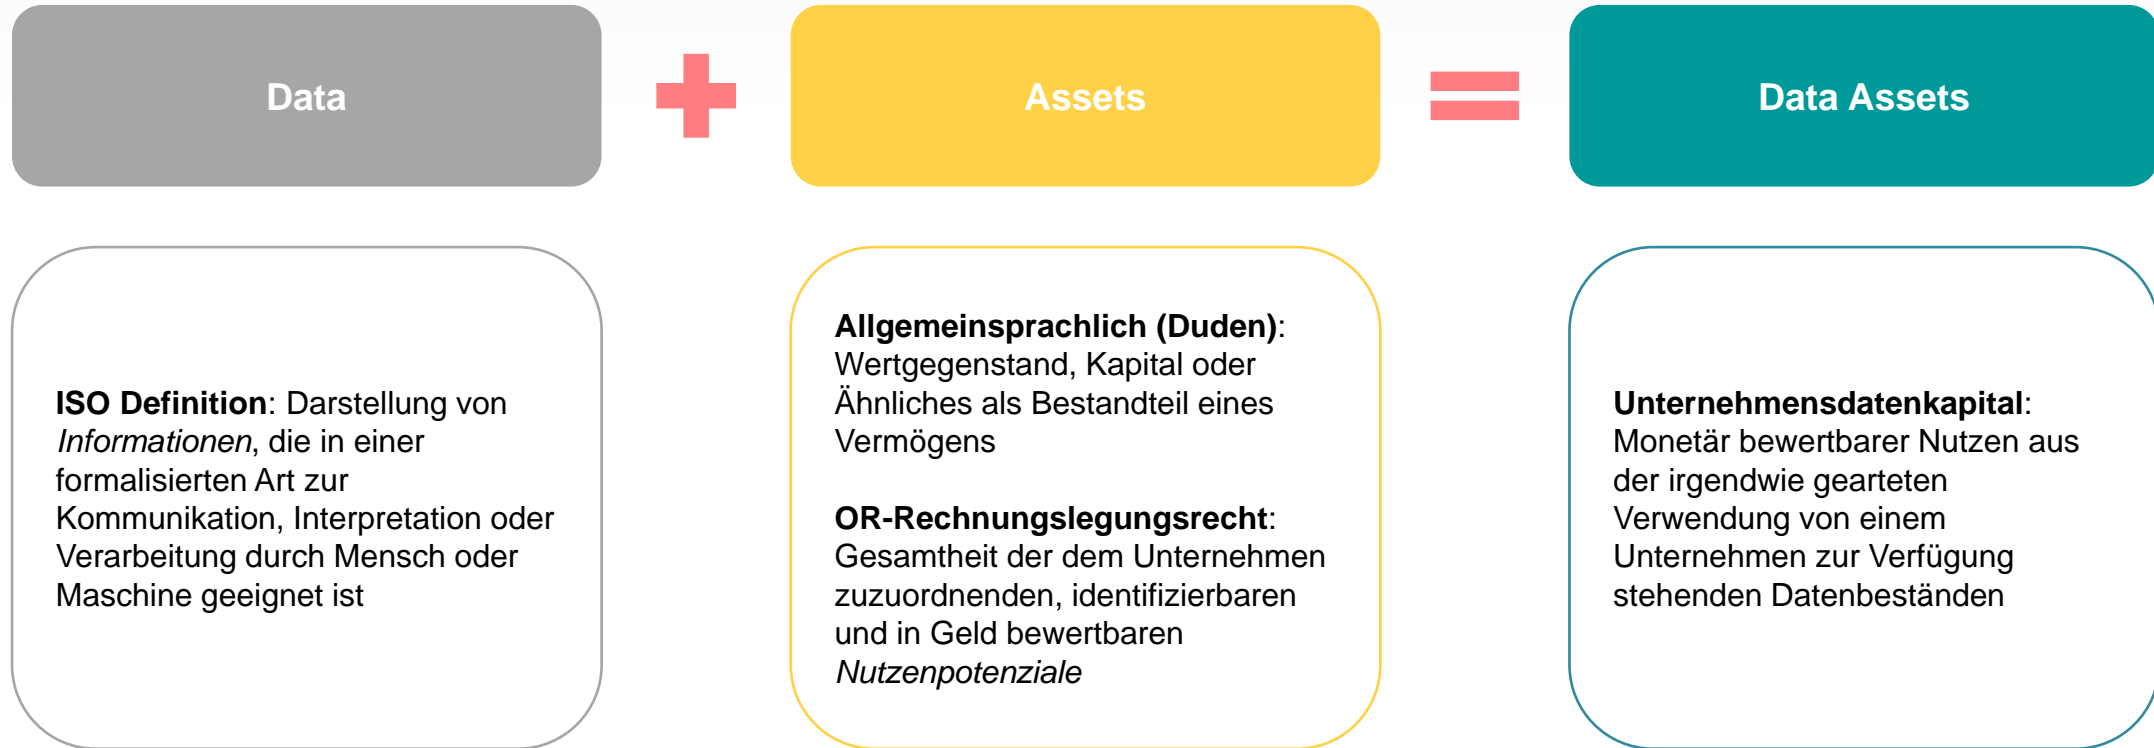 Data
Assets
Data Assets
ISO Definition: Darstellung von
Informationen, die in einer
formalisierten Art zur
Kommunikation, Interpretation oder
Verarbeitung durch Mensch oder
Maschine geeignet ist
Allgemeinsprachlich (Duden):
Wertgegenstand, Kapital oder
Ähnliches als Bestandteil eines
Vermögens
OR-Rechnungslegungsrecht:
Gesamtheit der dem Unternehmen
zuzuordnenden, identifizierbaren
und in Geld bewertbaren
Nutzenpotenziale
Unternehmensdatenkapital:
Monetär bewertbarer Nutzen aus
der irgendwie gearteten
Verwendung von einem
Unternehmen zur Verfügung
stehenden Datenbeständen